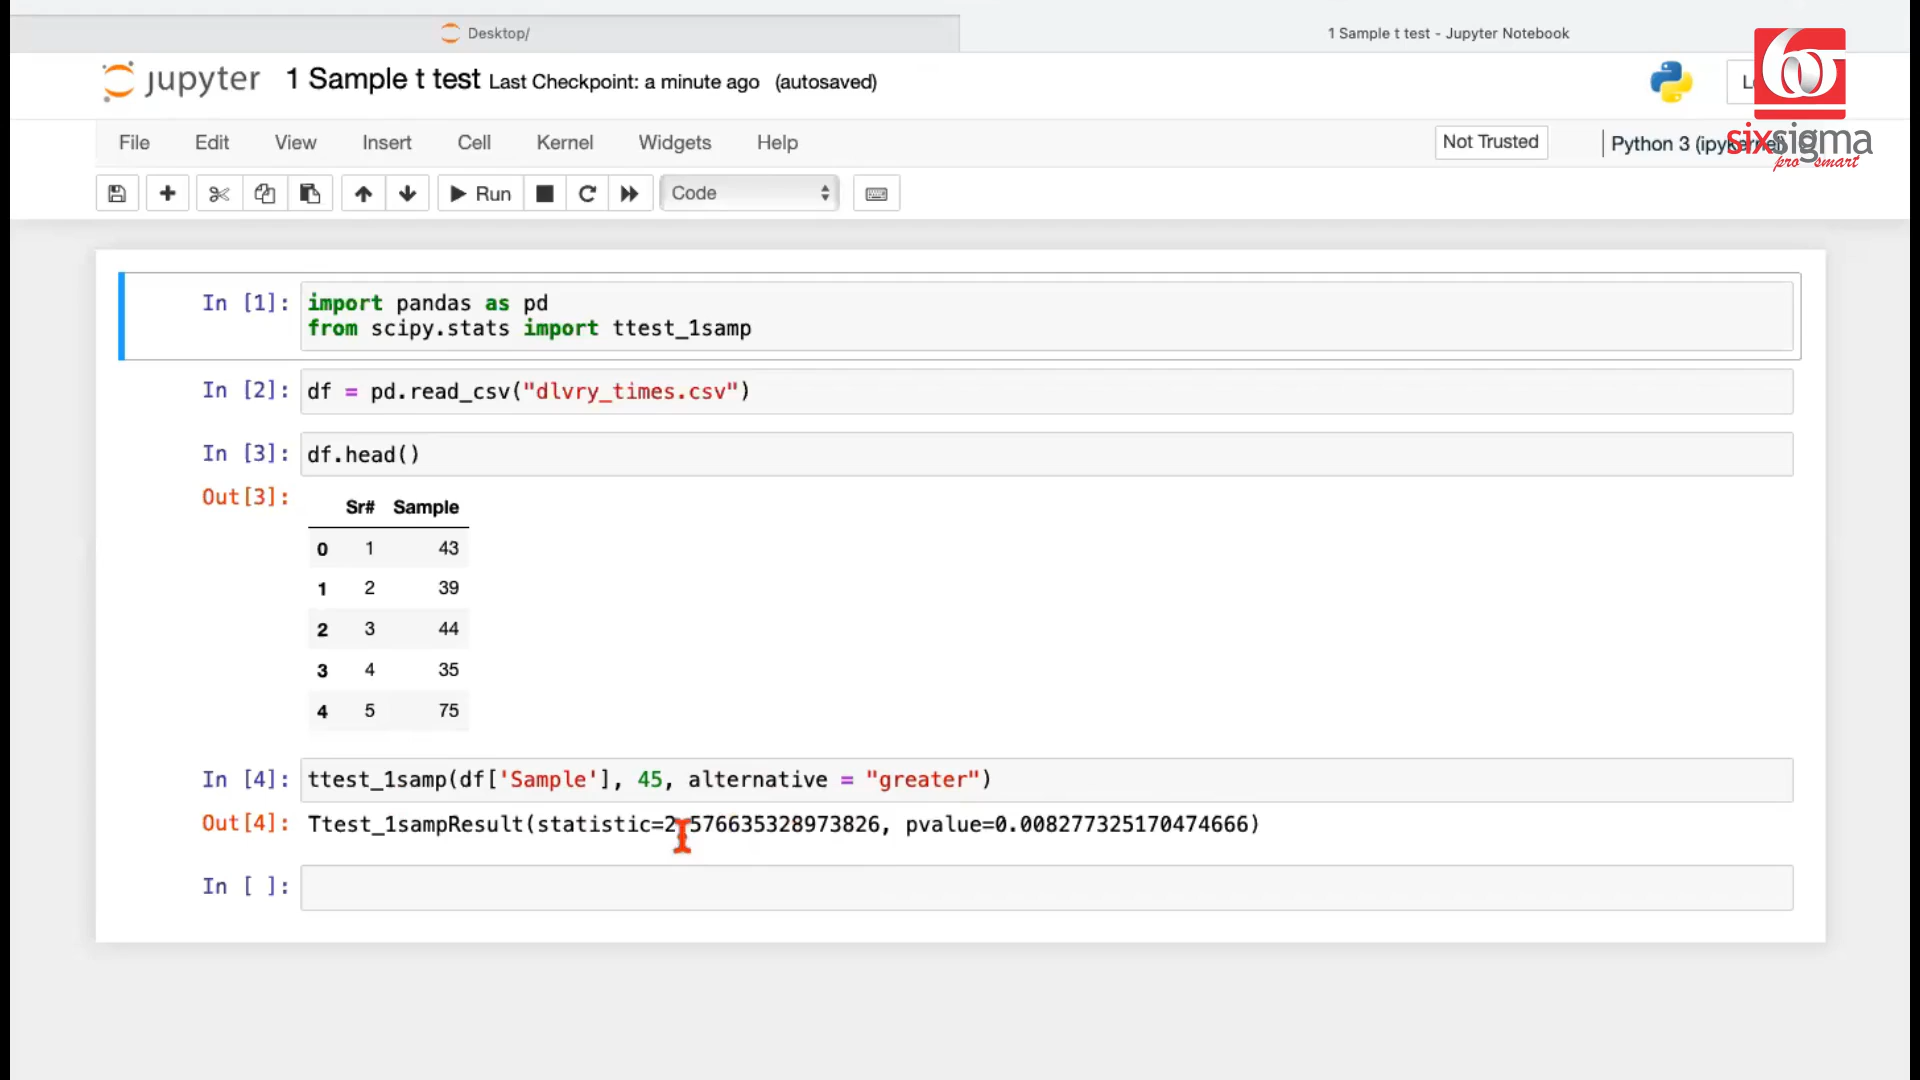 Desktop/
1 Sample t test - Jupyter Notebook
jupyter 1 Sample t test Last Checkpoint: a minute ago (autosaved)
File Edit View Insert Cell Kernel Widgets Help
Not Trusted
Python 3
sixsigma
pro smart
Run
Code
In [1]: import pandas as pd
from scipy.stats import ttest_1samp
In [2]: df = pd.read_csv("dlvry_times.csv")
In [3]: df.head()
Out[3]:
Sr# Sample
0 1 43
1 2 39
2 3 44
3 4 35
4 5 75
In [4]: ttest_1samp(df['Sample'], 45, alternative = "greater")
Out[4]: Ttest_1sampResult(statistic=2.576635328973826, pvalue=0.008277325170474666)
In [ ]: